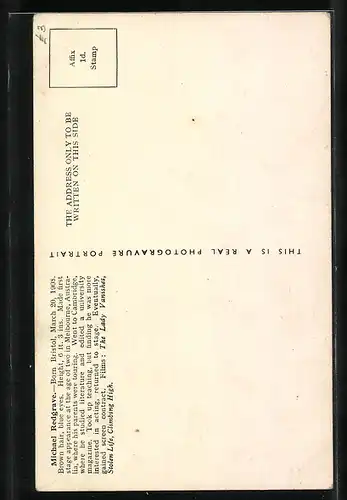 Michael Redgrave.—Born Bristol, March 20, 1908.
Brown hair, blue eyes. Height, 6 ft. 3 ins. Made first
stage appearance at the age of two in Melbourne, Austra-
lia, where his parents were touring. Went to Cambridge,
where he studied literature and edited a university
magazine. Took up teaching, but finding he was more
interested in acting, returned to stage. Eventually,
gained screen contract. Films: The Lady Vanishes,
Stolen Life, Climbing High.
THIS IS A REAL PHOTOGRAVURE PORTRAIT
THE ADDRESS ONLY TO BE
WRITTEN ON THIS SIDE
Affix
1d.
Stamp
£3